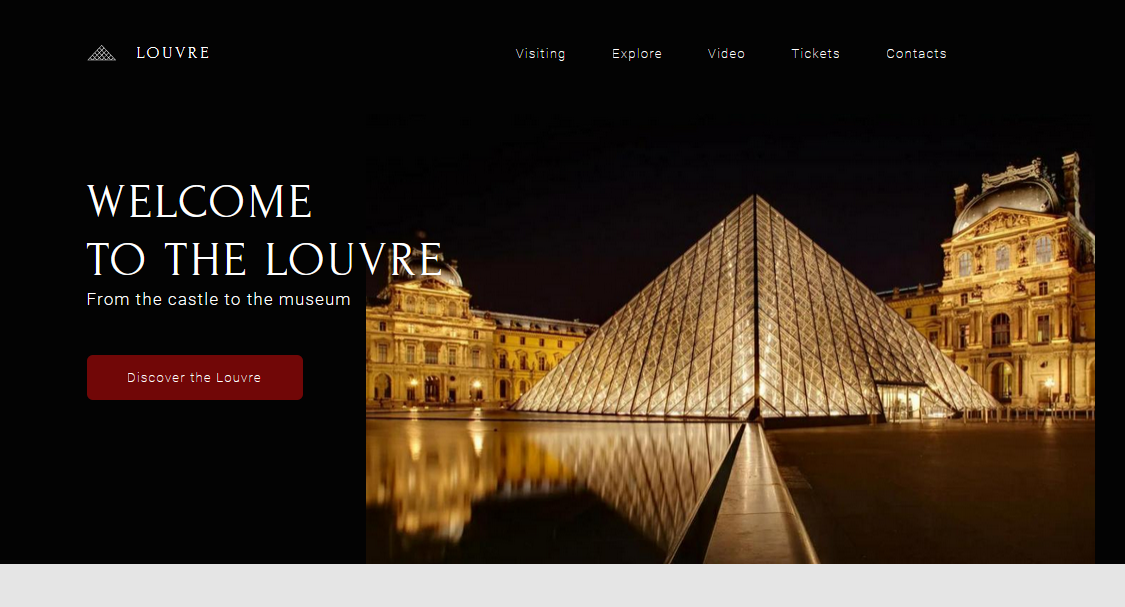 LOUVRE
Visiting
Explore
Video
Tickets
Contacts
WELCOME
TO THE LOUVRE
From the castle to the museum
Discover the Louvre